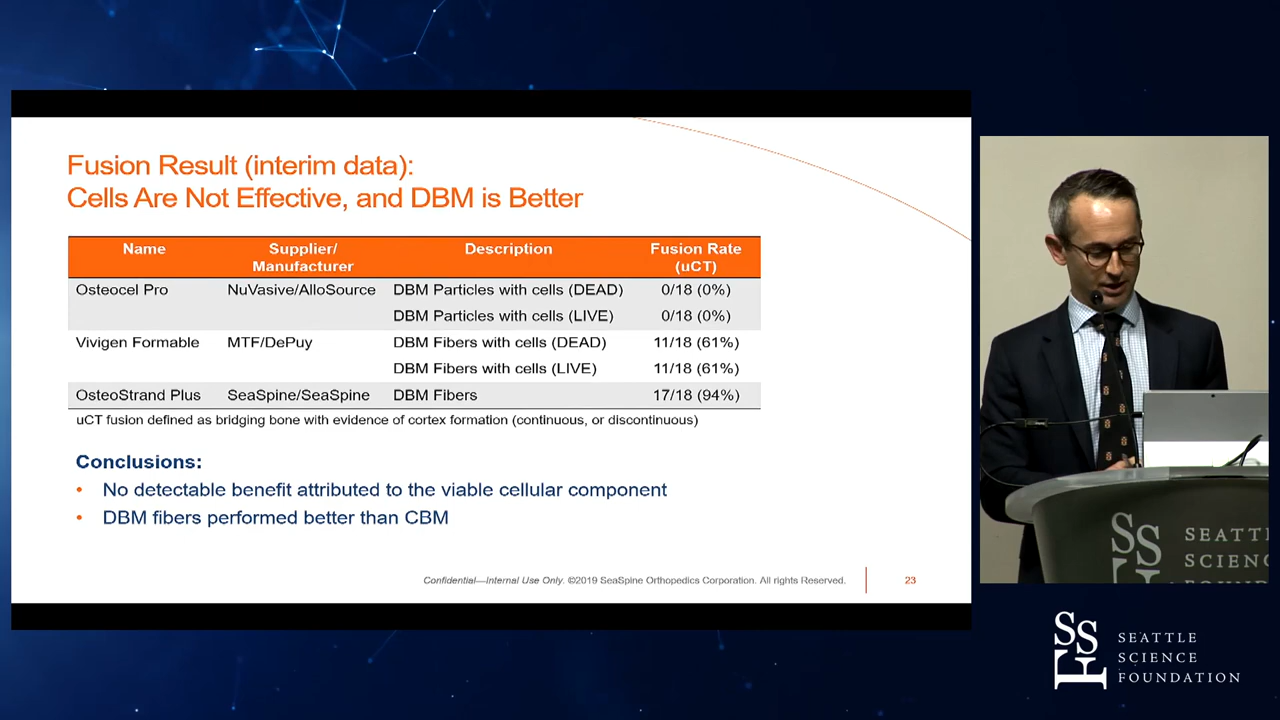 Fusion Result (interim data):
Cells Are Not Effective, and DBM is Better
Name Supplier/ Manufacturer Description Fusion Rate (uCT)
Osteocel Pro NuVasive/AlloSource DBM Particles with cells (DEAD) 0/18 (0%)
DBM Particles with cells (LIVE) 0/18 (0%)
Vivigen Formable MTF/DePuy DBM Fibers with cells (DEAD) 11/18 (61%)
DBM Fibers with cells (LIVE) 11/18 (61%)
OsteoStrand Plus SeaSpine/SeaSpine DBM Fibers 17/18 (94%)
uCT fusion defined as bridging bone with evidence of cortex formation (continuous, or discontinuous)
Conclusions:
• No detectable benefit attributed to the viable cellular component
• DBM fibers performed better than CBM
Confidential—Internal Use Only. ©2019 SeaSpine Orthopedics Corporation. All rights Reserved. 23
SSF
SEATT
SCIENC
SSF
SEATTLE
SCIENCE
FOUNDATION